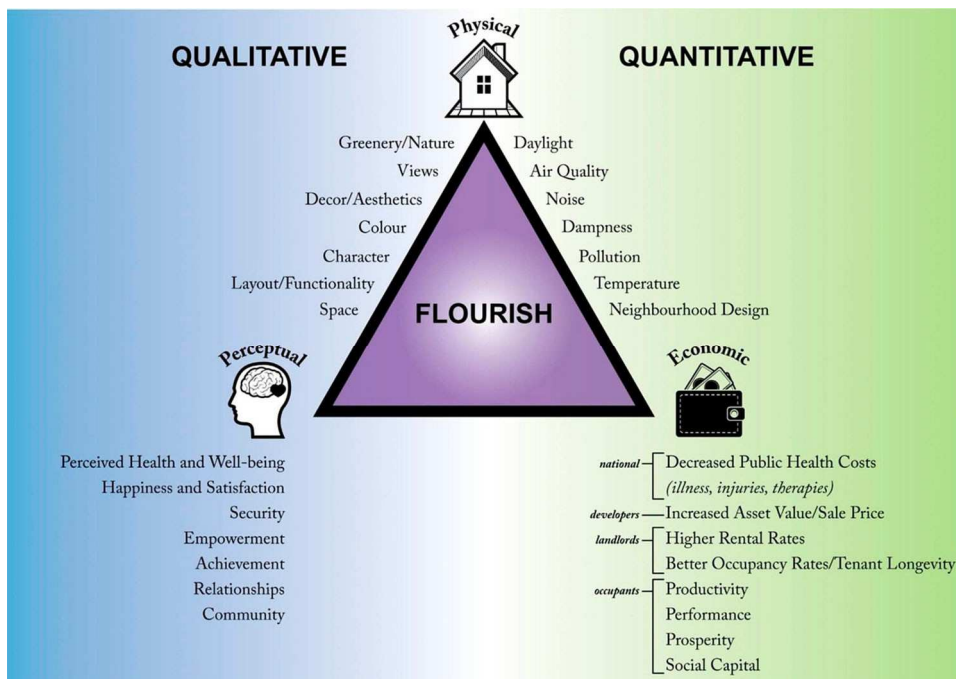 Physical
QUALITATIVE
QUANTITATIVE
Greenery/Nature
Views
Decor/Aesthetics
Colour
Character
Layout/Functionality
Space
Daylight
Air Quality
Noise
Dampness
Pollution
Temperature
Neighbourhood Design
FLOURISH
Perceptual
Perceived Health and Well-being
Happiness and Satisfaction
Security
Empowerment
Achievement
Relationships
Community
Economic
national
Decreased Public Health Costs
(illness, injuries, therapies)
developers
Increased Asset Value/Sale Price
landlords
Higher Rental Rates
Better Occupancy Rates/Tenant Longevity
occupants
Productivity
Performance
Prosperity
Social Capital